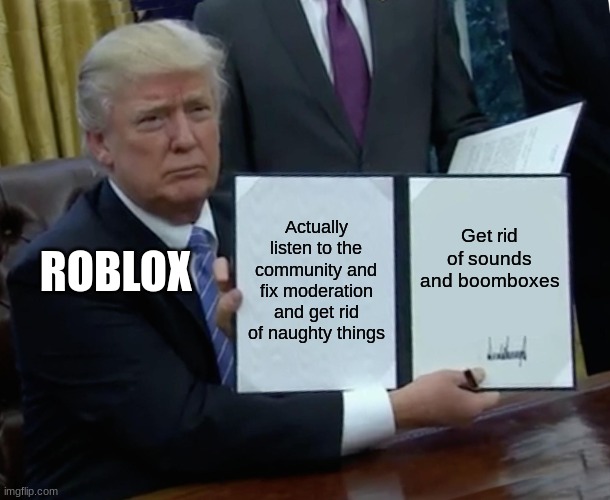 ROBLOX
Actually
listen to the
community and
fix moderation
and get rid
of naughty things
Get rid
of sounds
and boomboxes
imgflip.com